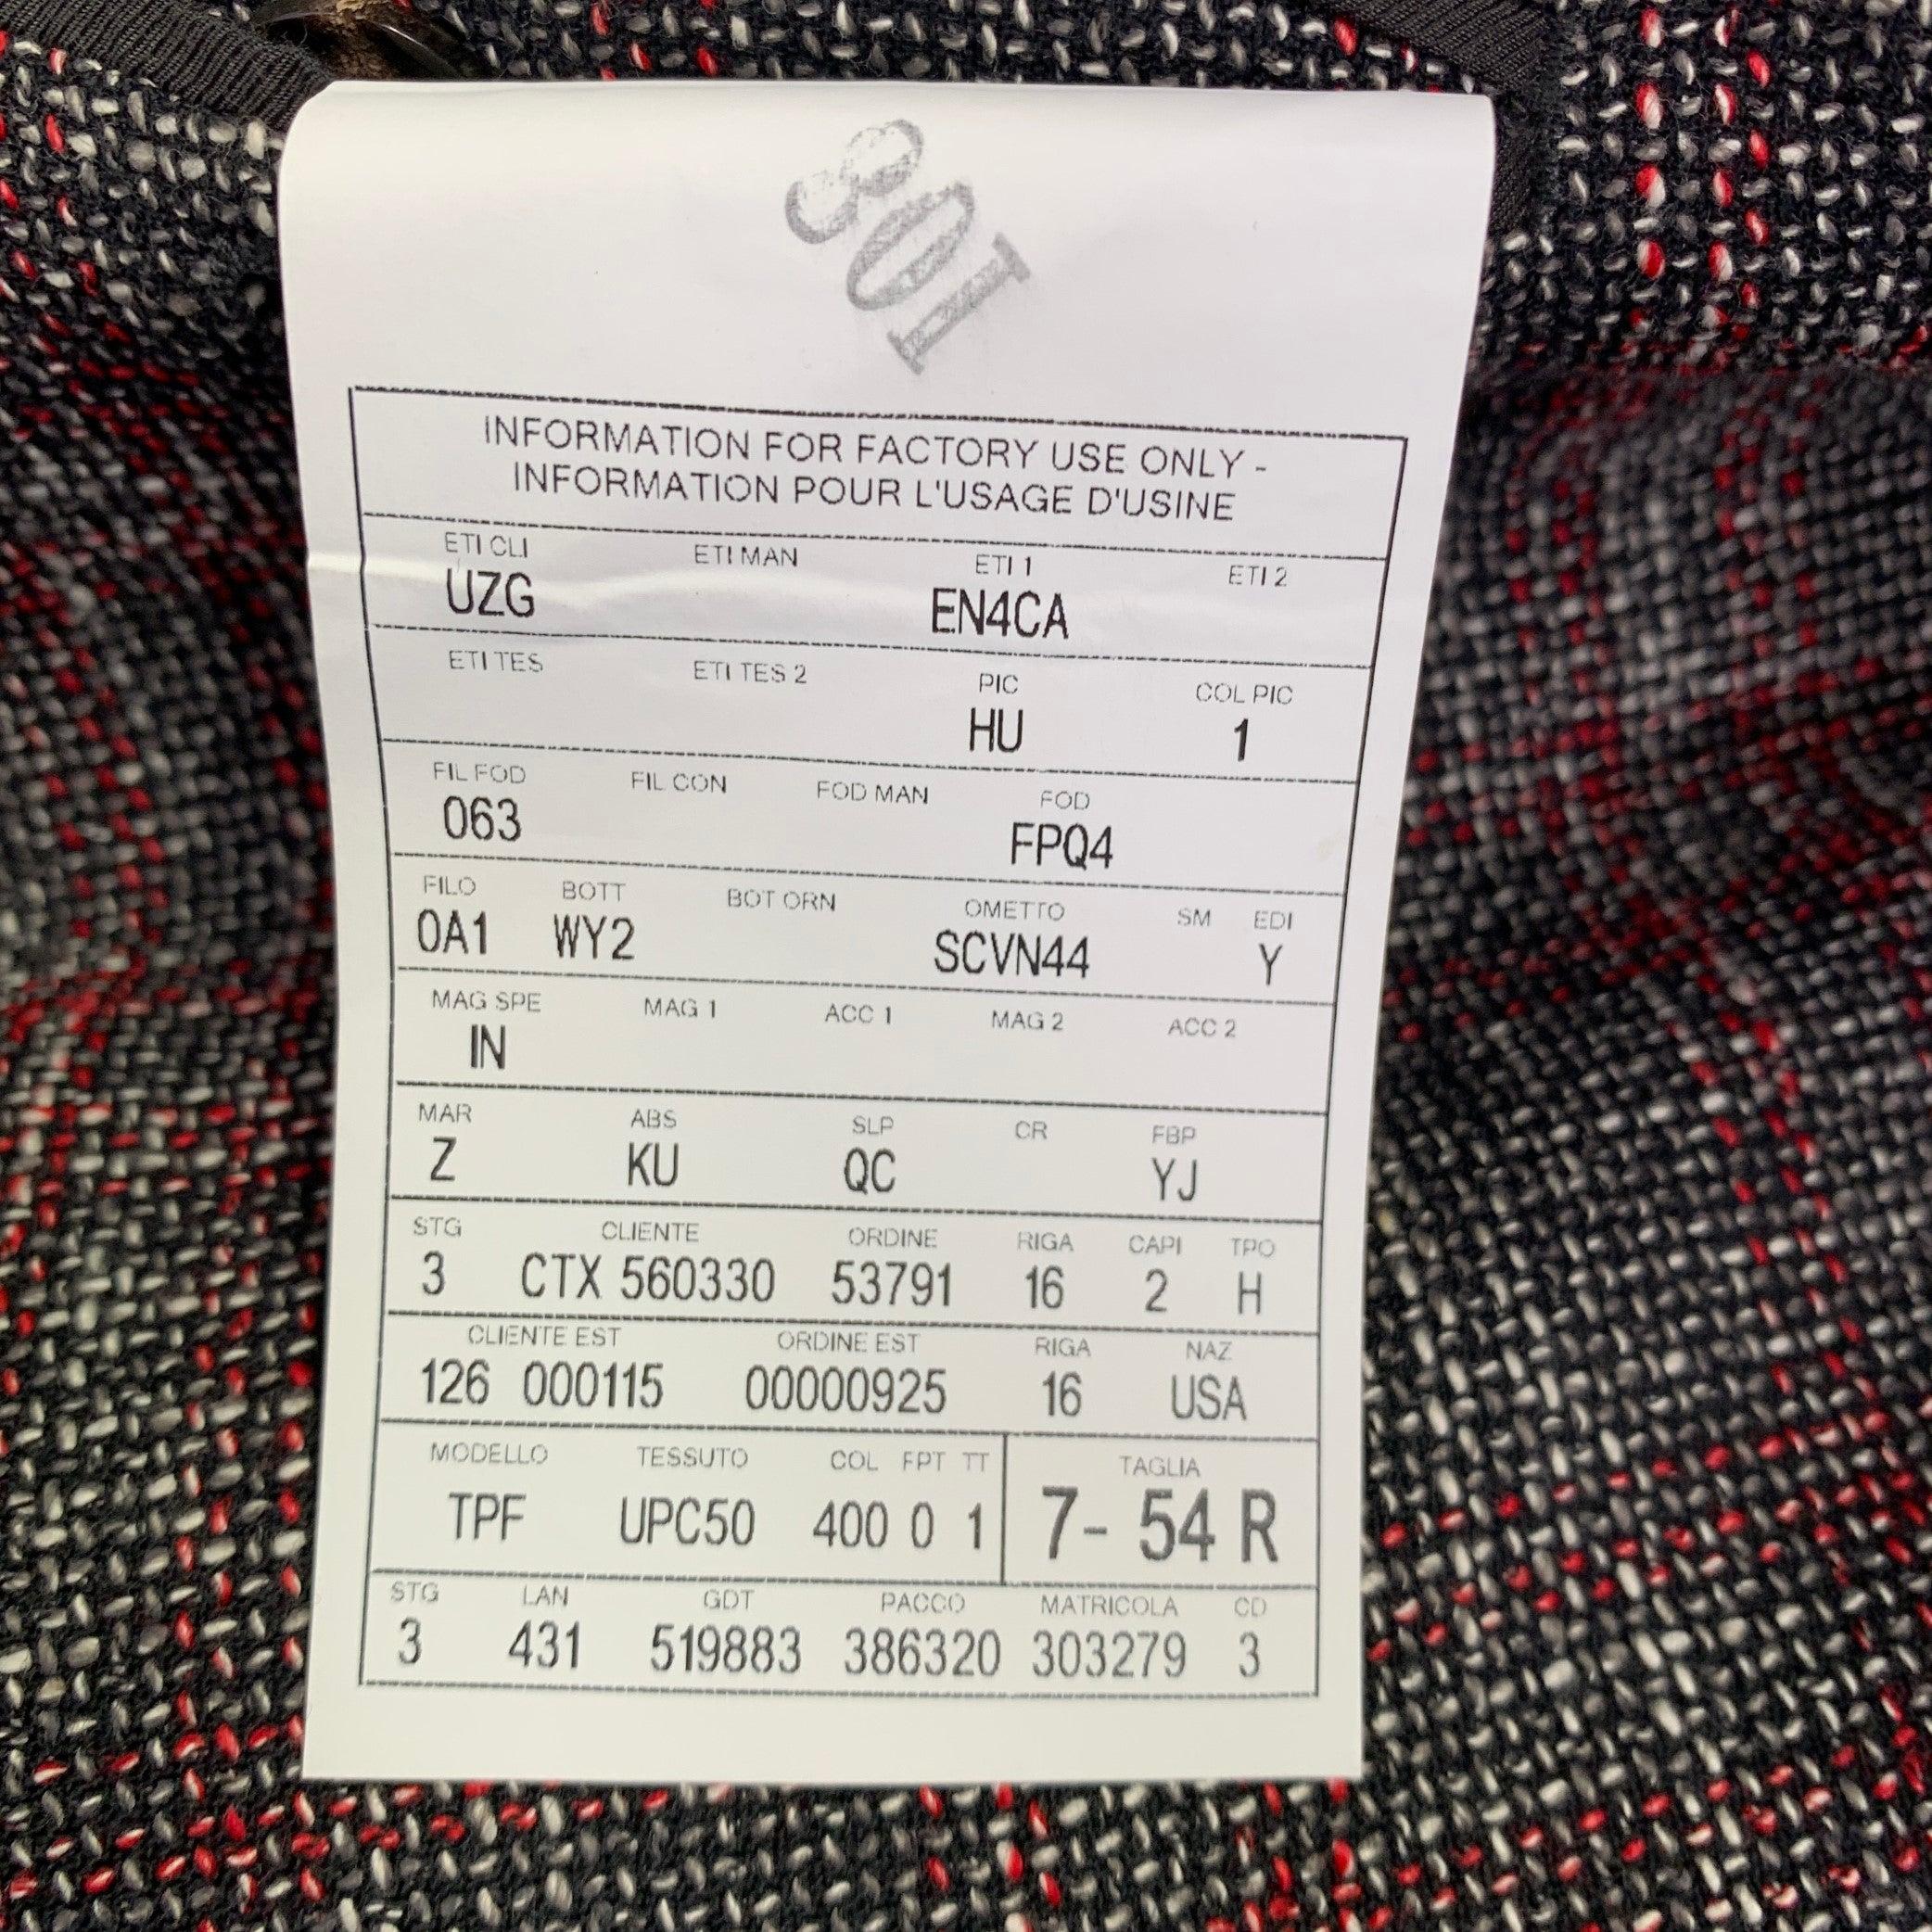 301
INFORMATION FOR FACTORY USE ONLY -
INFORMATION POUR L'USAGE D'USINE
ETI CLI ETI MAN ETI 1 ETI 2
UZG EN4CA
ETI TES ETI TES 2 PIC COL PIC
HU 1
FIL FOD FIL CON FOD MAN FOD
063 FPQ4
FILO BOTT BOT ORN OMETTO SM EDI
0A1 WY2 SCVN44 Y
MAG SPE MAG 1 ACC 1 MAG 2 ACC 2
IN
MAR ABS SLP CR FBP
Z KU QC YJ
STG CLIENTE ORDINE RIGA CAPI TPO
3 CTX 560330 53791 16 2 H
CLIENTE EST ORDINE EST RIGA NAZ
126 000115 00000925 16 USA
MODELLO TESSUTO COL FPT TT TAGLIA
TPF UPC50 400 0 1 7- 54 R
STG LAN GDT PACCO MATRICOLA CD
3 431 519883 386320 303279 3